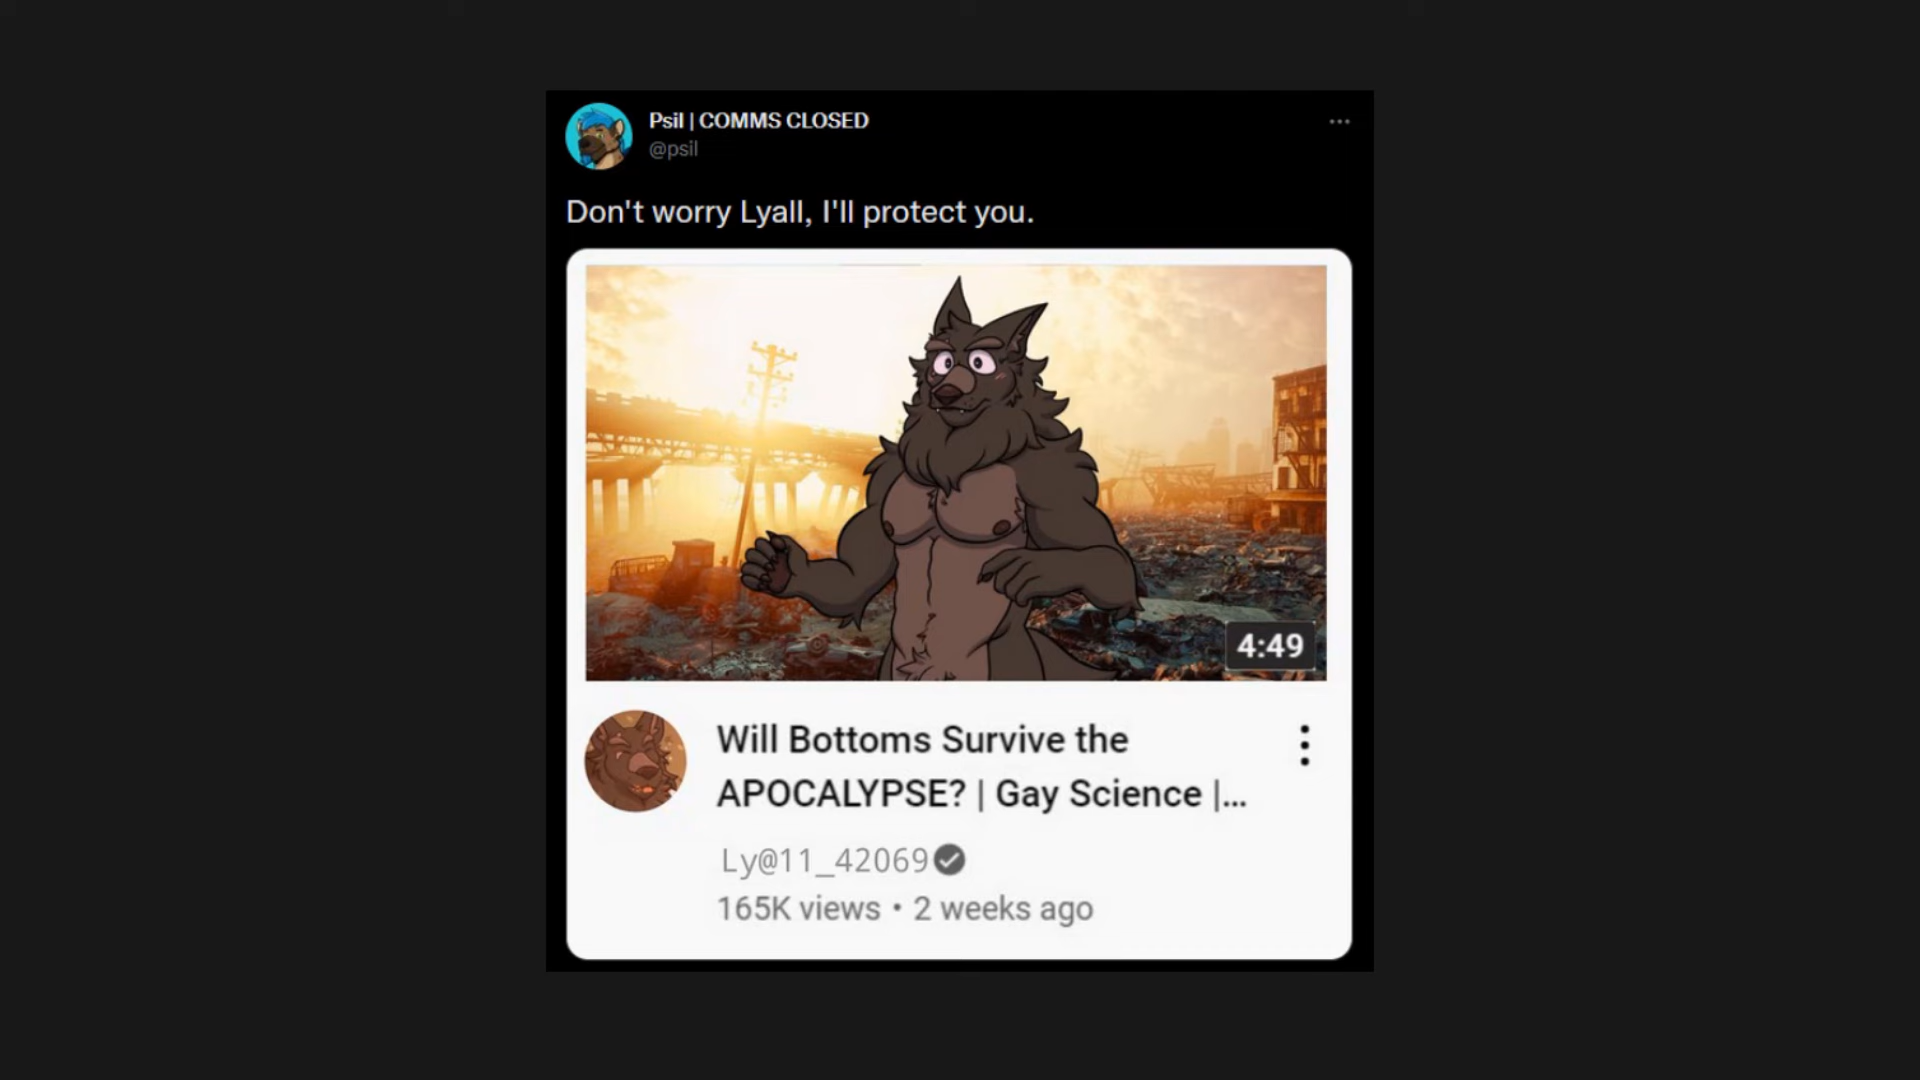 Psil | COMMS CLOSED
@psil
Don't worry Lyall, I'll protect you.
4:49
Will Bottoms Survive the
APOCALYPSE? | Gay Science |...
Ly@11_42069
165K views • 2 weeks ago